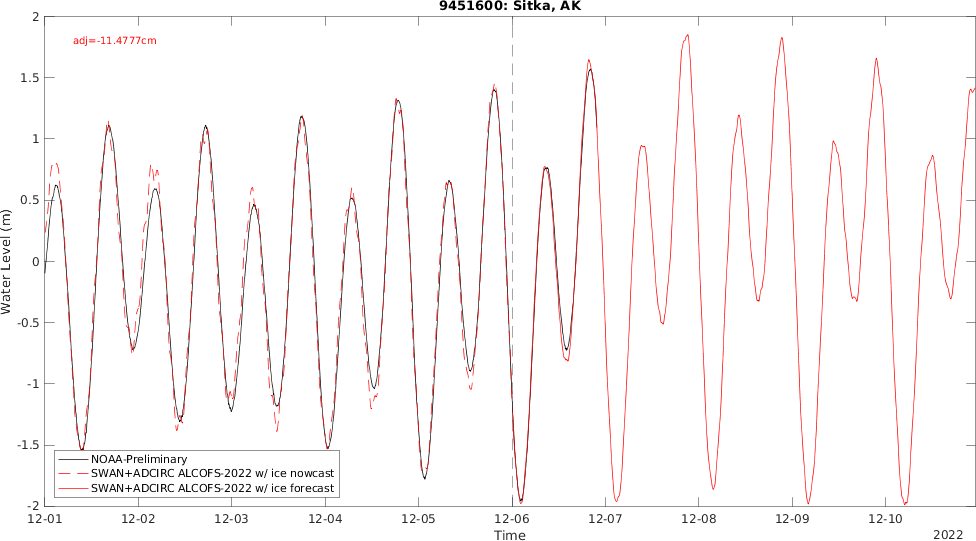 9451600: Sitka, AK
adj=-11.4777cm
2
1.5
1
0.5
0
-0.5
-1
-1.5
-2
Water Level (m)
NOAA-Preliminary
SWAN+ADCIRC ALCOFS-2022 w/ ice nowcast
SWAN+ADCIRC ALCOFS-2022 w/ ice forecast
12-01 12-02 12-03 12-04 12-05 12-06 12-07 12-08 12-09 12-10
Time
2022